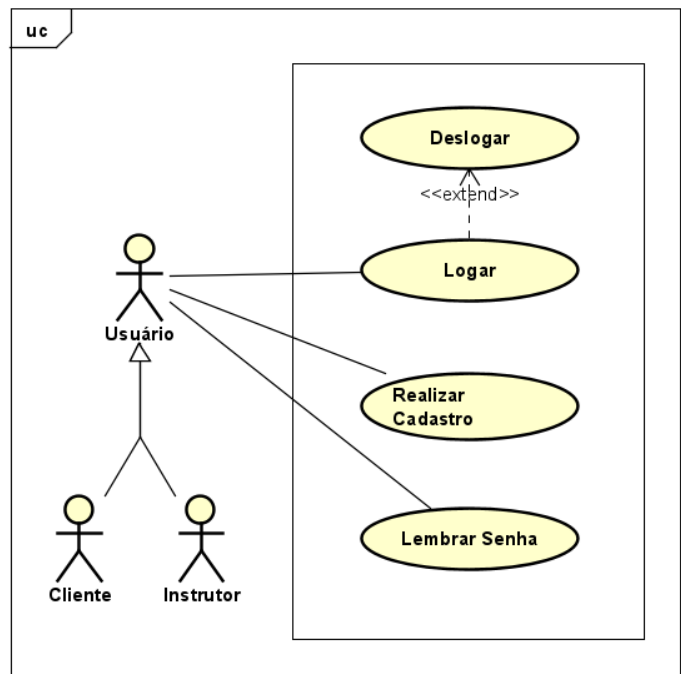 uc
Deslogar
<<extend>>
Logar
Usuário
Realizar
Cadastro
Lembrar Senha
Cliente
Instrutor